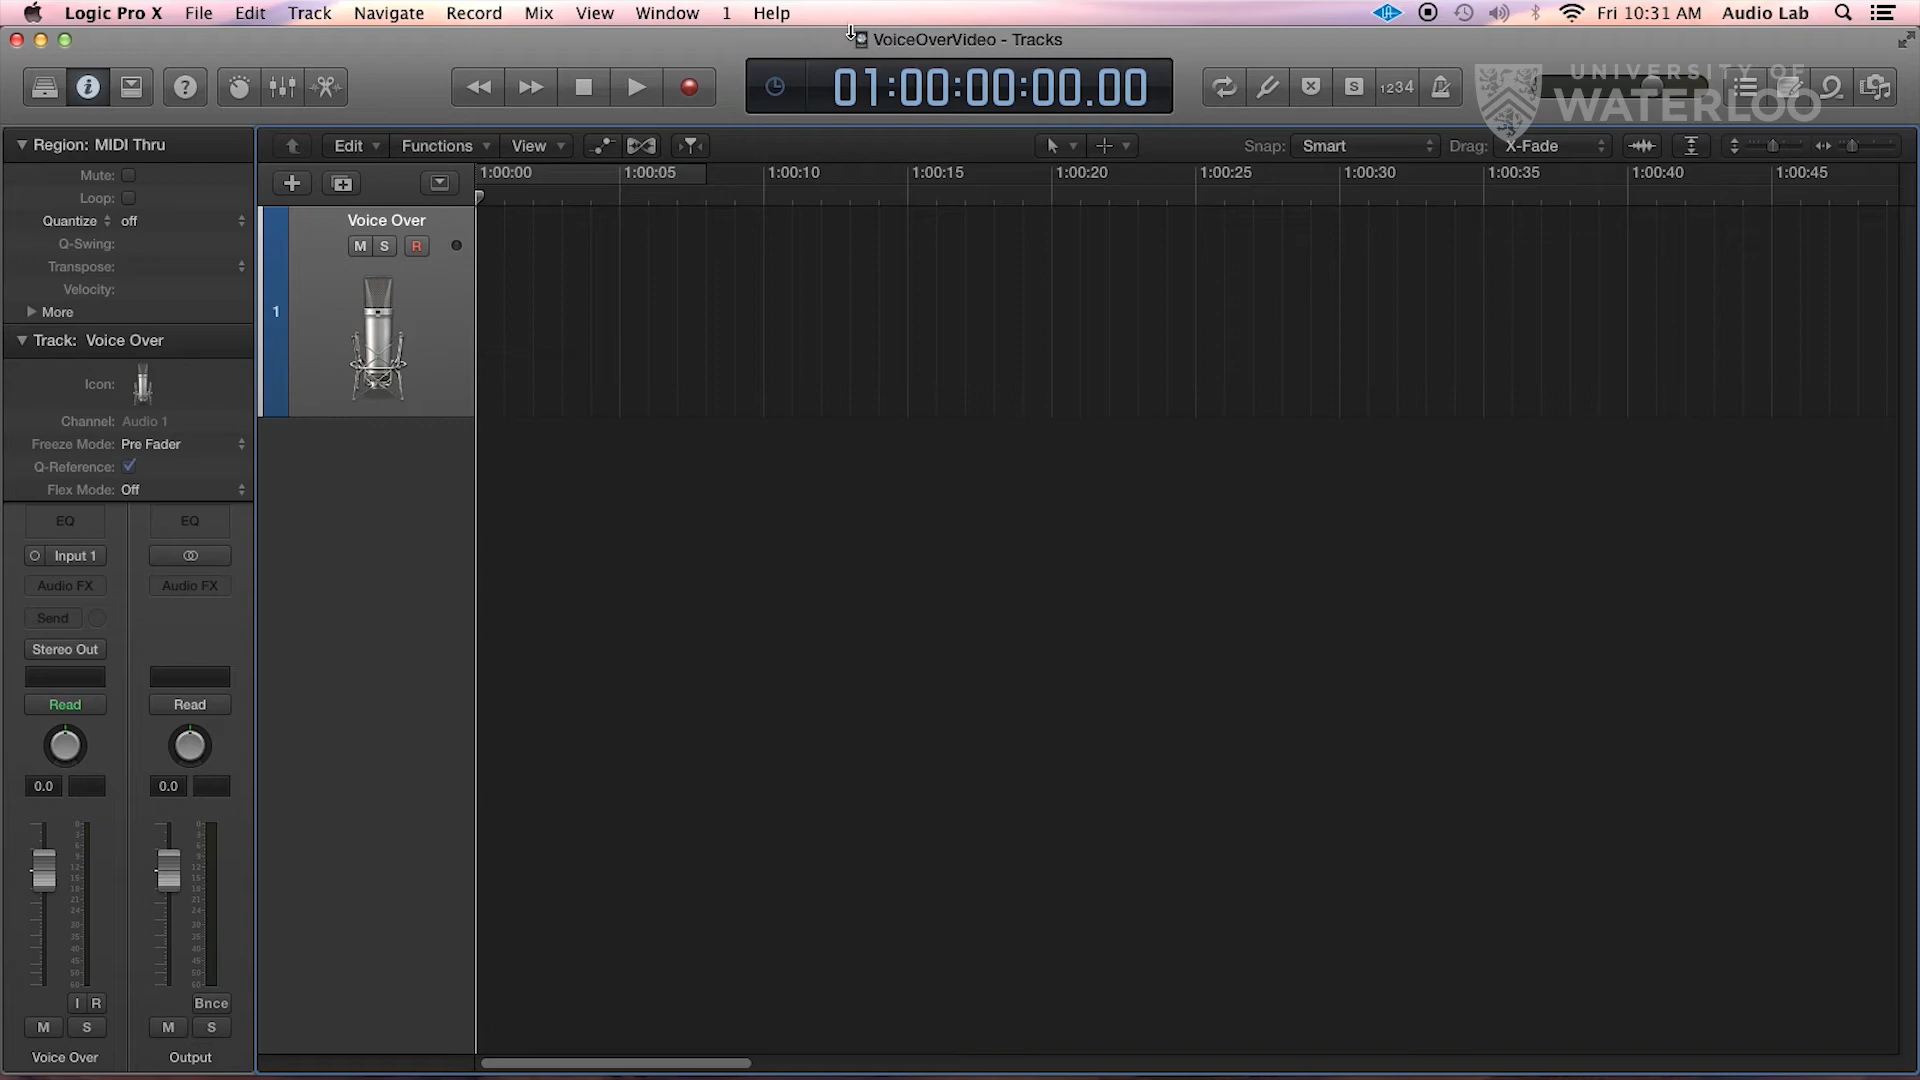 Logic Pro X File Edit Track Navigate Record Mix View Window 1 Help Fri 10:31 AM Audio Lab
VoiceOverVideo - Tracks
01:00:00:00.00
1234
UNIVERSITY OF
WATERLOO
Region: MIDI Thru
Mute:
Loop:
Quantize off
Q-Swing:
Transpose:
Velocity:
More
Track: Voice Over
Icon:
Channel: Audio 1
Freeze Mode: Pre Fader
Q-Reference:
Flex Mode: Off
Edit Functions View Snap: Smart Drag: X-Fade
1:00:00 1:00:05 1:00:10 1:00:15 1:00:20 1:00:25 1:00:30 1:00:35 1:00:40 1:00:45
1
Voice Over
M S R
EQ EQ
Input 1
Audio FX Audio FX
Send
Stereo Out
Read Read
0.0 0.0
I R Bnce
M S M S
Voice Over Output